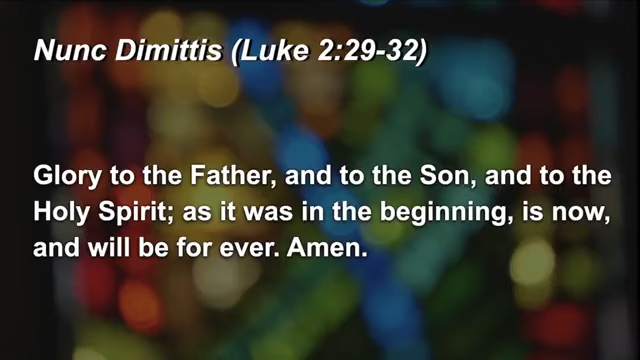 Nunc Dimittis (Luke 2:29-32)
Glory to the Father, and to the Son, and to the
Holy Spirit; as it was in the beginning, is now,
and will be for ever. Amen.